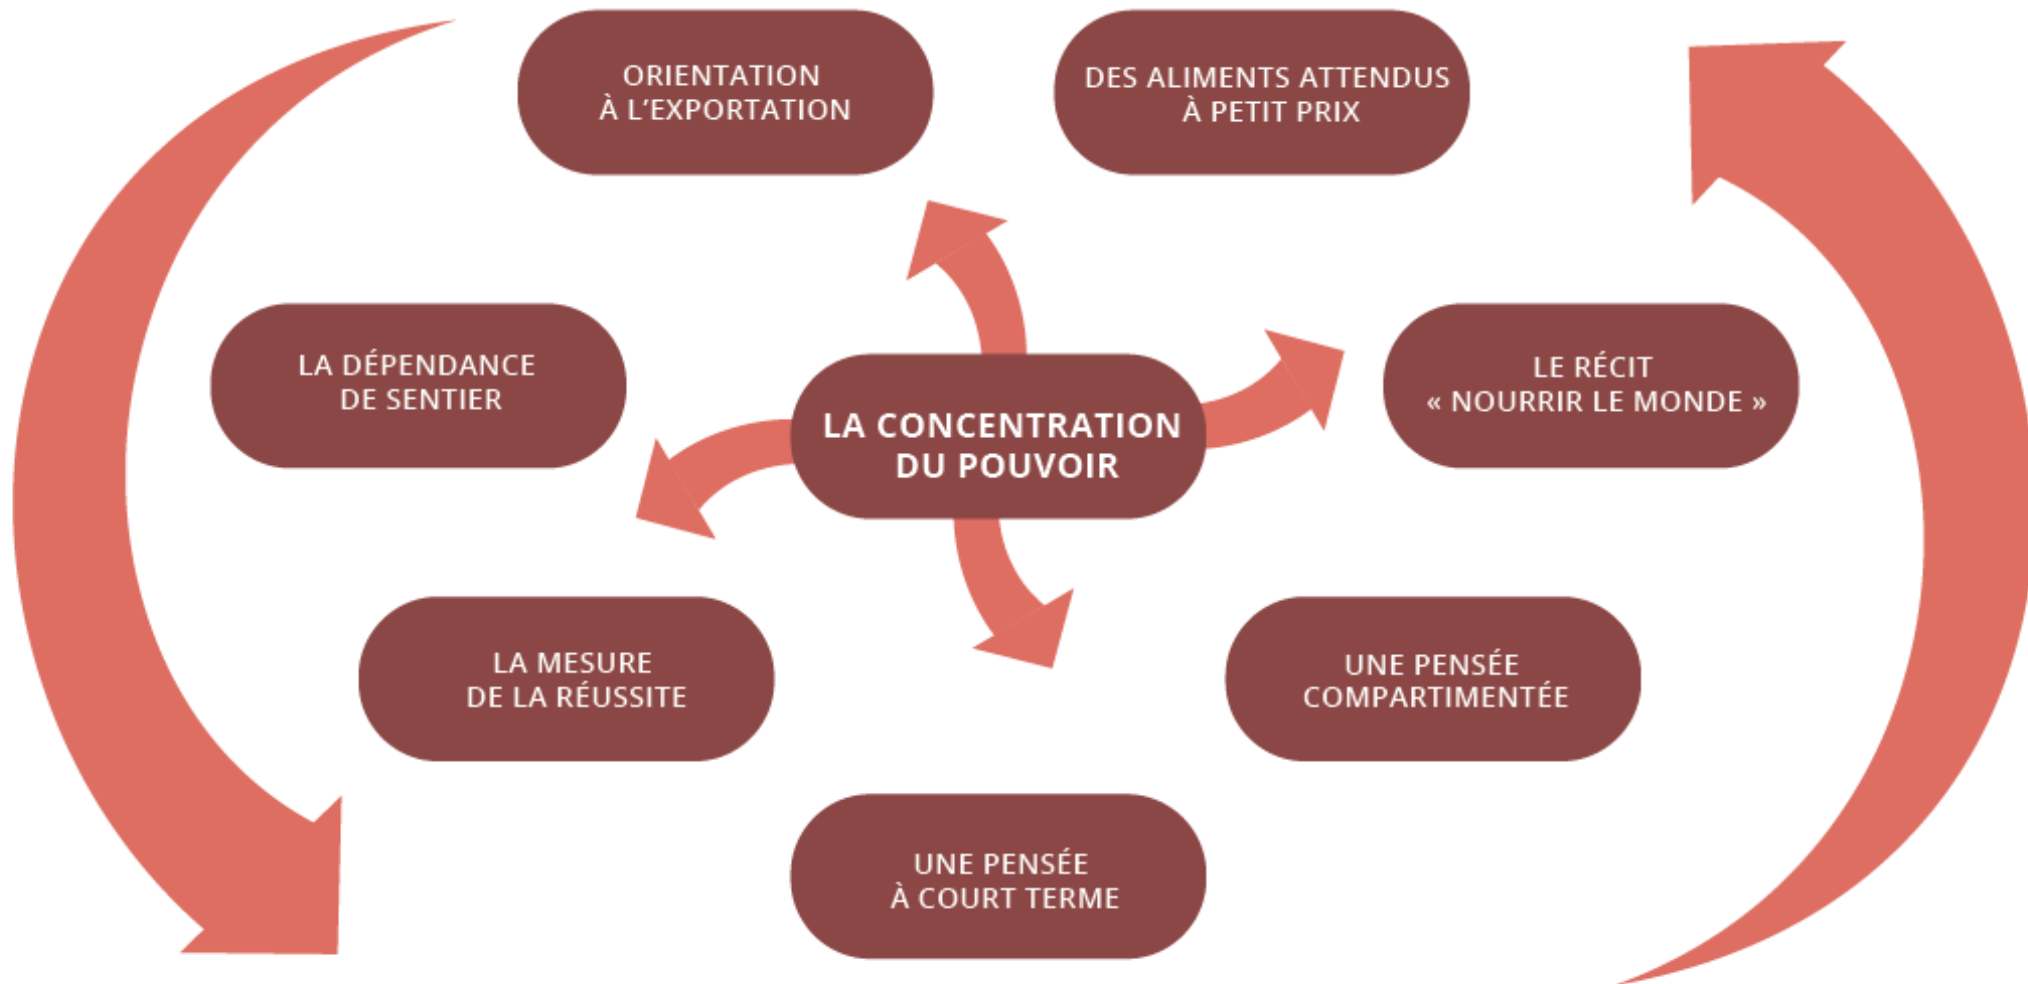 ORIENTATION
À L’EXPORTATION
DES ALIMENTS ATTENDUS
À PETIT PRIX
LA DÉPENDANCE
DE SENTIER
LE RÉCIT
« NOURRIR LE MONDE »
LA CONCENTRATION
DU POUVOIR
LA MESURE
DE LA RÉUSSITE
UNE PENSÉE
COMPARTIMENTÉE
UNE PENSÉE
À COURT TERME